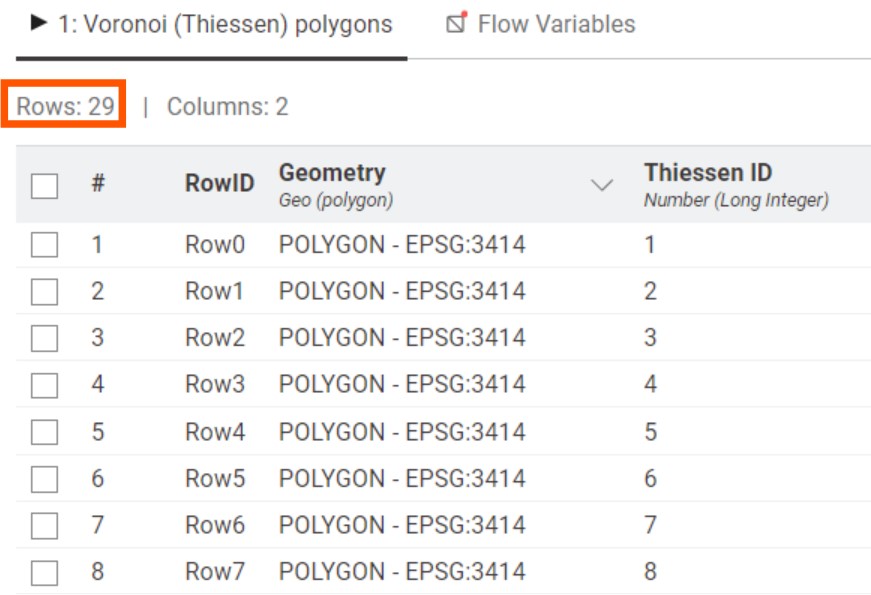 ▶ 1: Voronoi (Thiessen) polygons Flow Variables
Rows: 29 | Columns: 2
# RowID Geometry Thiessen ID
Geo (polygon) Number (Long Integer)
1 Row0 POLYGON - EPSG:3414 1
2 Row1 POLYGON - EPSG:3414 2
3 Row2 POLYGON - EPSG:3414 3
4 Row3 POLYGON - EPSG:3414 4
5 Row4 POLYGON - EPSG:3414 5
6 Row5 POLYGON - EPSG:3414 6
7 Row6 POLYGON - EPSG:3414 7
8 Row7 POLYGON - EPSG:3414 8